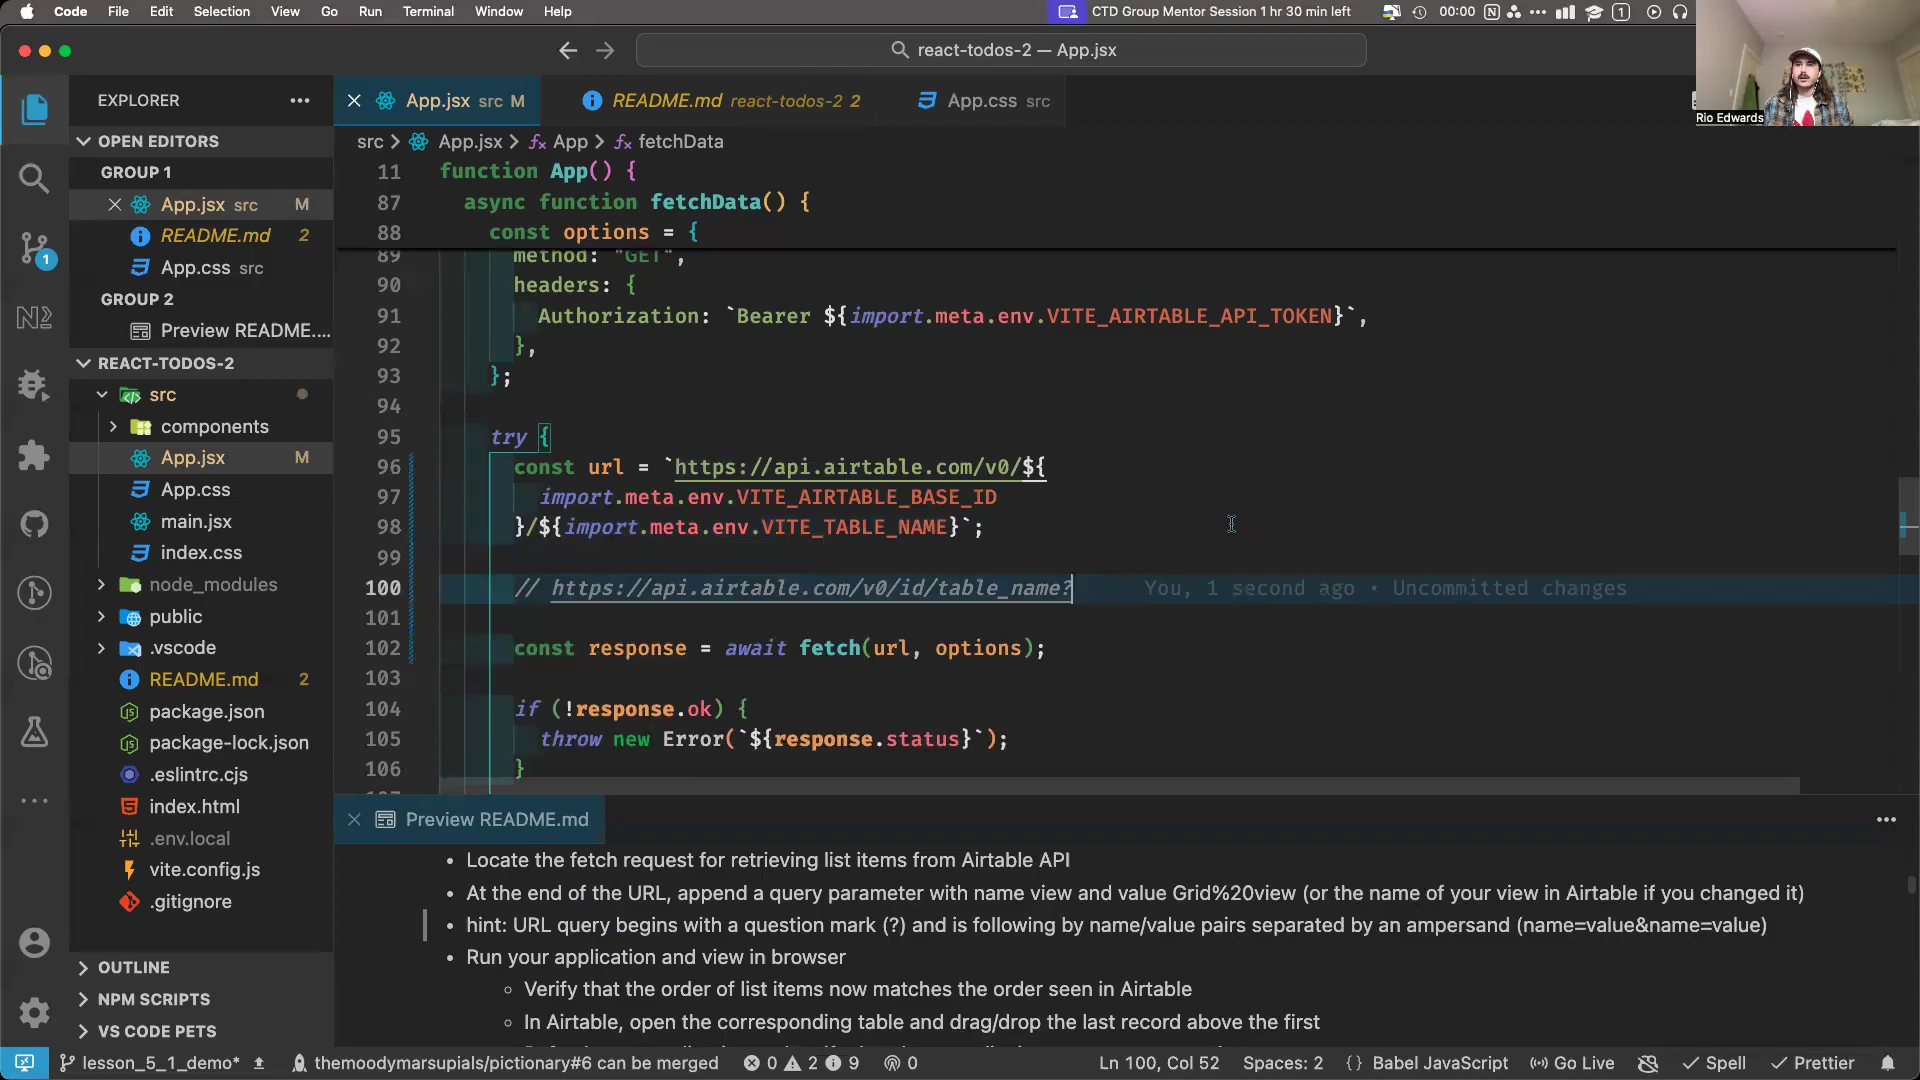 Code File Edit Selection View Go Run Terminal Window Help CTD Group Mentor Session 1 hr 30 min left 00:00 1
react-todos-2 — App.jsx
Rio Edwards
EXPLORER
App.jsx src M README.md react-todos-2 2 App.css src
OPEN EDITORS
GROUP 1
App.jsx src M
README.md 2
App.css src
GROUP 2
Preview README....
REACT-TODOS-2
src
components
App.jsx M
App.css
main.jsx
index.css
node_modules
public
.vscode
README.md 2
package.json
package-lock.json
.eslintrc.cjs
index.html
.env.local
vite.config.js
.gitignore
OUTLINE
NPM SCRIPTS
VS CODE PETS
1
src > App.jsx > App > fetchData
11 function App() {
87 async function fetchData() {
88 const options = {
89 method: "GET",
90 headers: {
91 Authorization: `Bearer ${import.meta.env.VITE_AIRTABLE_API_TOKEN}`,
92 },
93 };
94
95 try {
96 const url = `https://api.airtable.com/v0/${
97 import.meta.env.VITE_AIRTABLE_BASE_ID
98 }/${import.meta.env.VITE_TABLE_NAME}`;
99
100 // https://api.airtable.com/v0/id/table_name? You, 1 second ago • Uncommitted changes
101
102 const response = await fetch(url, options);
103
104 if (!response.ok) {
105 throw new Error(`${response.status}`);
106 }
Preview README.md
• Locate the fetch request for retrieving list items from Airtable API
• At the end of the URL, append a query parameter with name view and value Grid%20view (or the name of your view in Airtable if you changed it)
• hint: URL query begins with a question mark (?) and is following by name/value pairs separated by an ampersand (name=value&name=value)
• Run your application and view in browser
Verify that the order of list items now matches the order seen in Airtable
In Airtable, open the corresponding table and drag/drop the last record above the first
lesson_5_1_demo* themoodymarsupials/pictionary#6 can be merged 0 2 9 0 Ln 100, Col 52 Spaces: 2 {} Babel JavaScript Go Live Spell Prettier